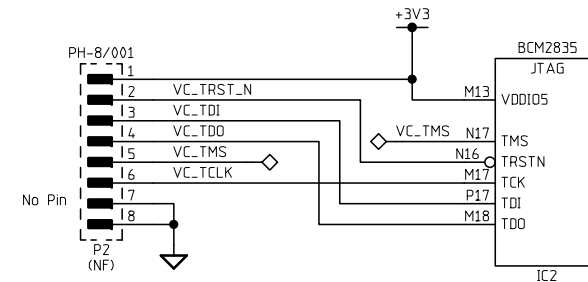 +3V3
PH-8/001
BCM2835
JTAG
1
2 VC_TRST_N
3 VC_TDI
4 VC_TDO
5 VC_TMS
6 VC_TCLK
No Pin 7
8
P2
(NF)
M13 VDDIO5
VC_TMS N17 TMS
N16 TRSTN
M17 TCK
P17 TDI
M18 TDO
IC2